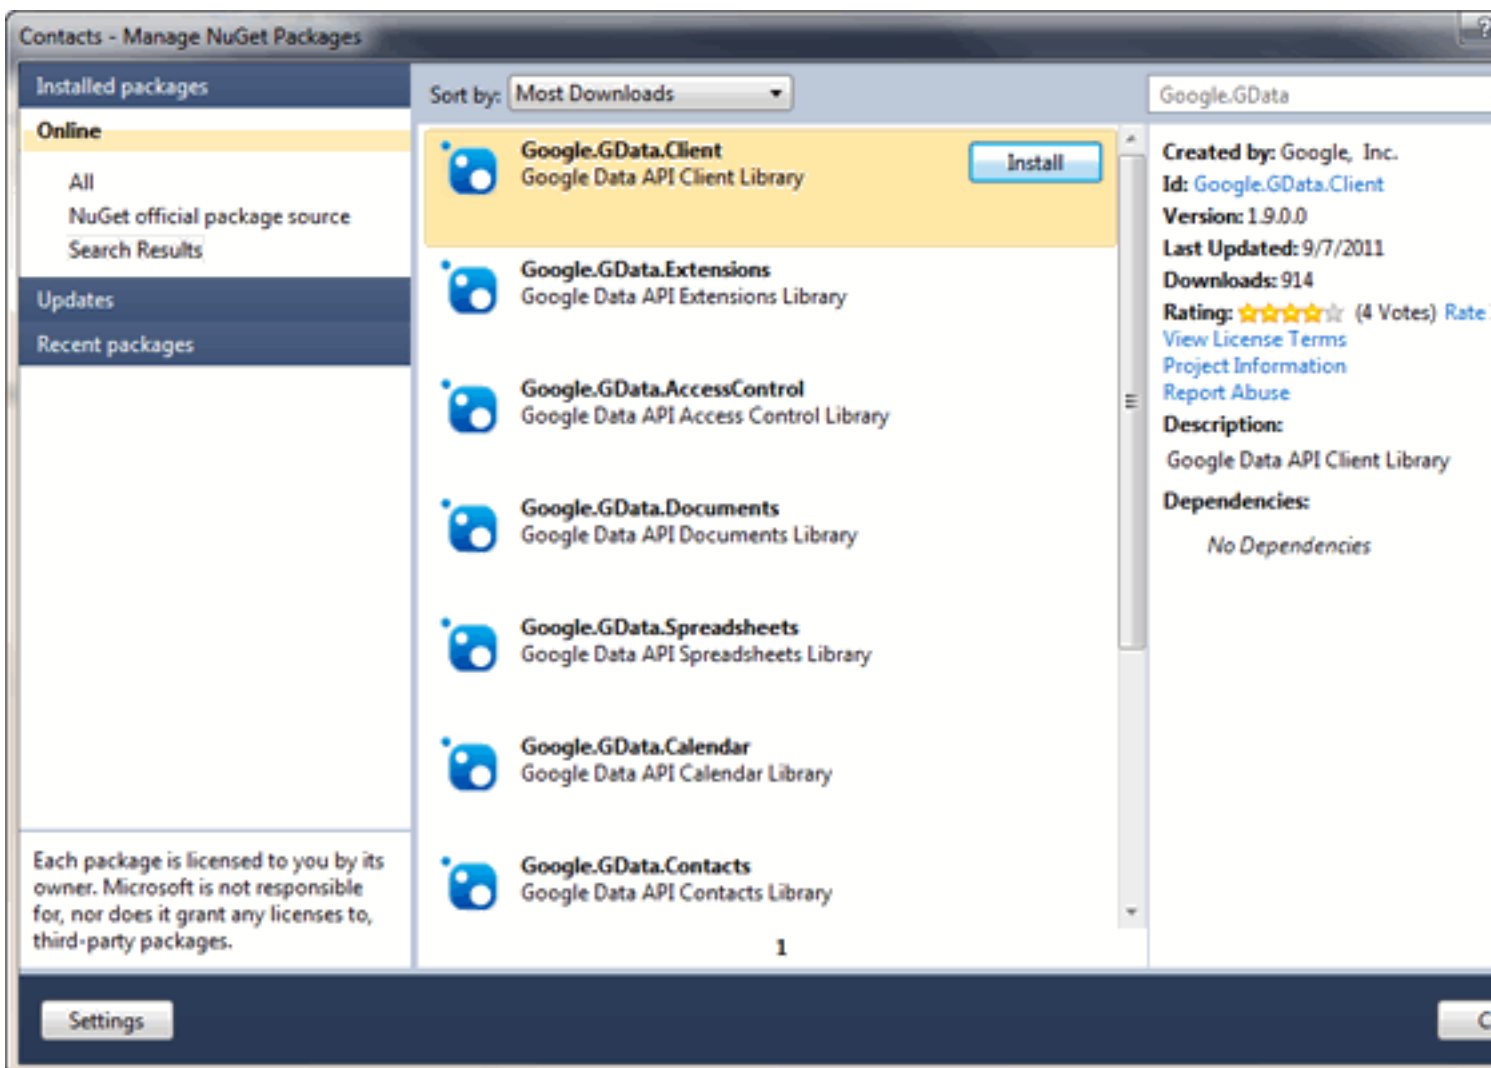 Contacts - Manage NuGet Packages
Installed packages
Online
All
NuGet official package source
Search Results
Updates
Recent packages
Each package is licensed to you by its
owner. Microsoft is not responsible
for, nor does it grant any licenses to,
third-party packages.
Settings
Sort by: Most Downloads
Google.GData.Client
Google Data API Client Library
Install
Google.GData.Extensions
Google Data API Extensions Library
Google.GData.AccessControl
Google Data API Access Control Library
Google.GData.Documents
Google Data API Documents Library
Google.GData.Spreadsheets
Google Data API Spreadsheets Library
Google.GData.Calendar
Google Data API Calendar Library
Google.GData.Contacts
Google Data API Contacts Library
1
?
Google.GData
Created by: Google, Inc.
Id: Google.GData.Client
Version: 1.9.0.0
Last Updated: 9/7/2011
Downloads: 914
Rating: (4 Votes) Rate
View License Terms
Project Information
Report Abuse
Description:
Google Data API Client Library
Dependencies:
No Dependencies